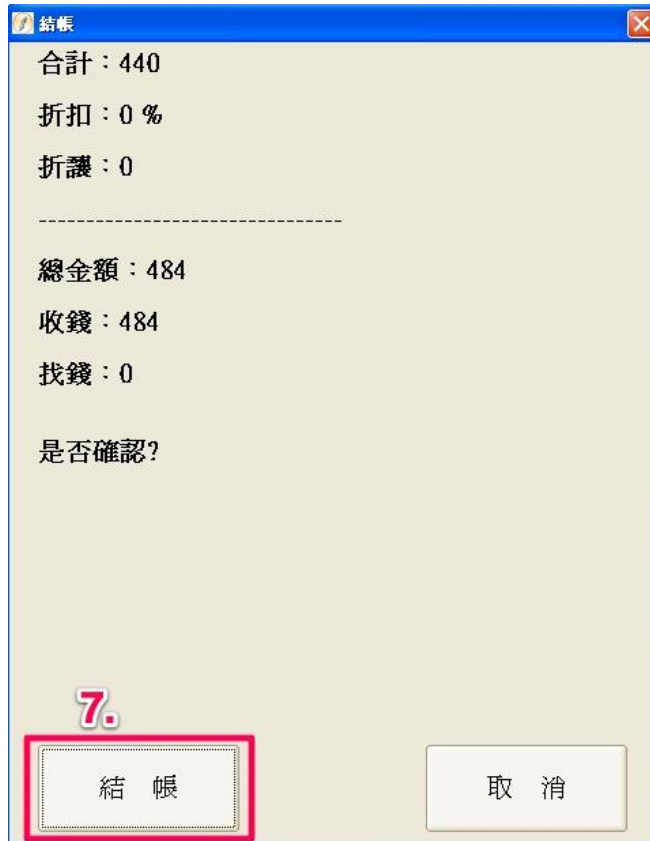 結帳
合計：440
折扣：0 %
折讓：0
--------------------------------
總金額：484
收錢：484
找錢：0
是否確認?
7.
結 帳
取 消